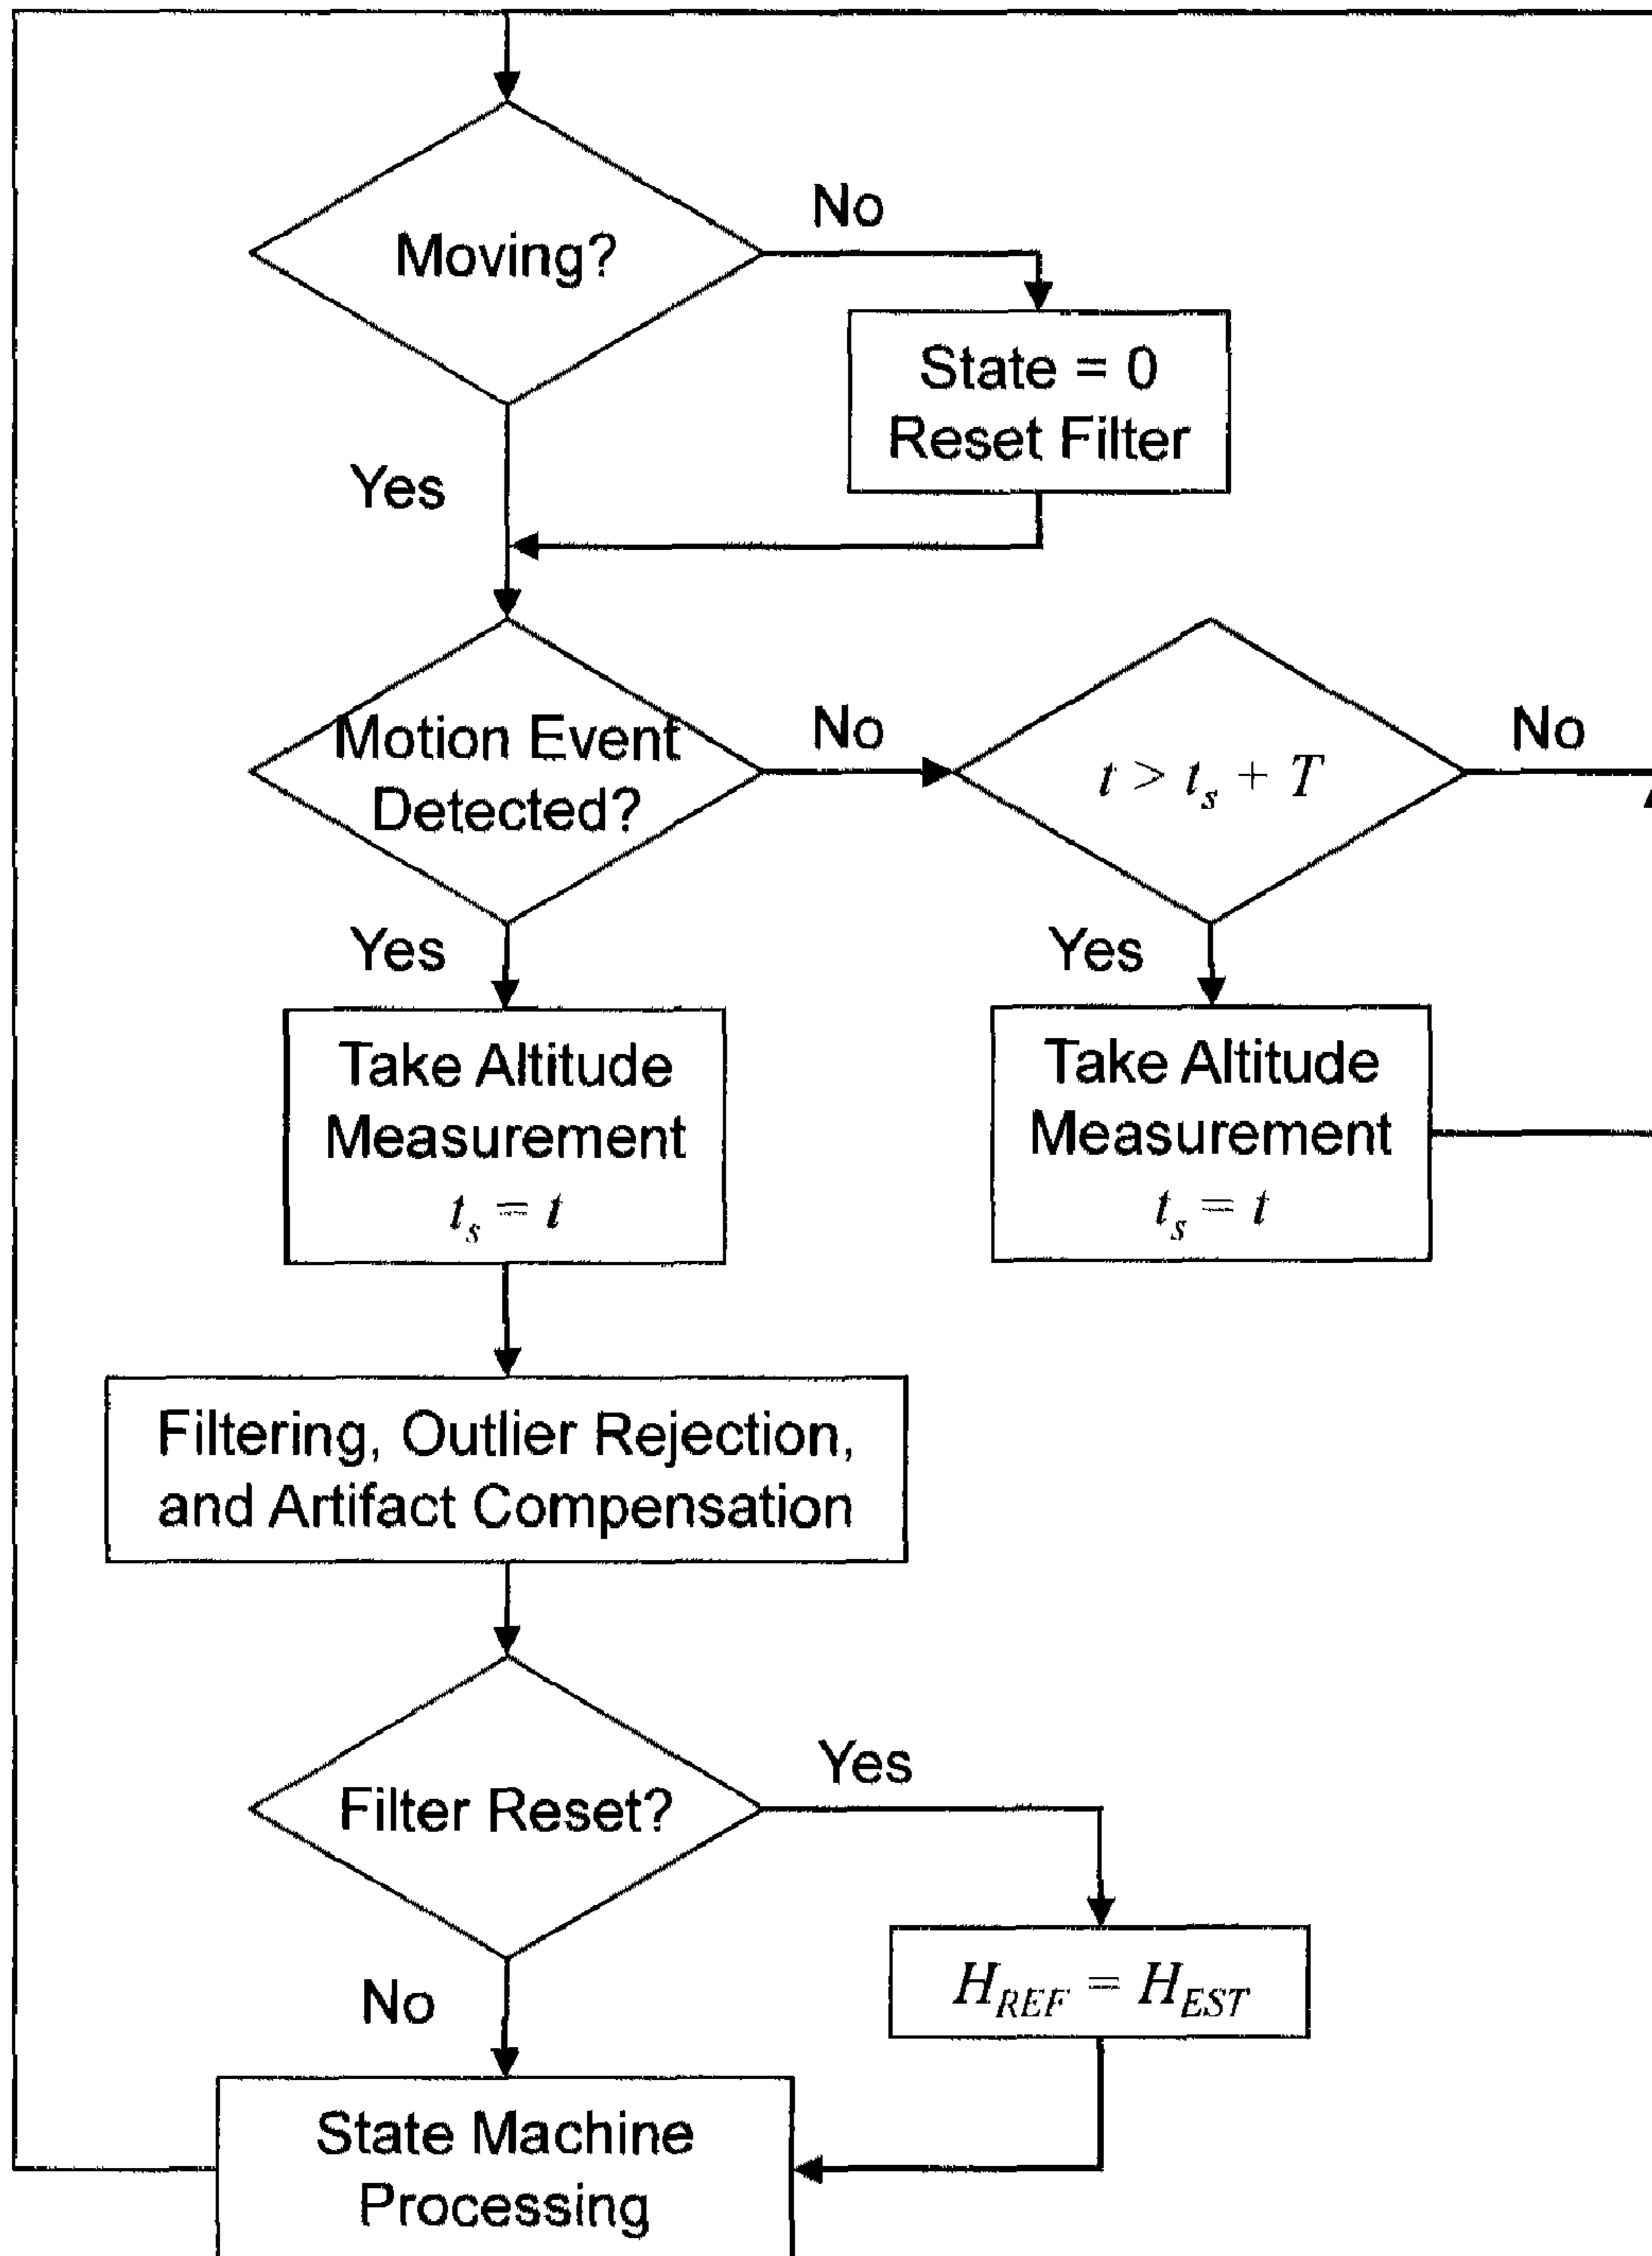 Moving?
No
State = 0
Reset Filter
Yes
Motion Event
Detected?
No
t > t_s + T
No
Yes
Take Altitude
Measurement
t_s = t
Yes
Take Altitude
Measurement
t_s = t
Filtering, Outlier Rejection,
and Artifact Compensation
Filter Reset?
Yes
H_REF = H_EST
No
State Machine
Processing